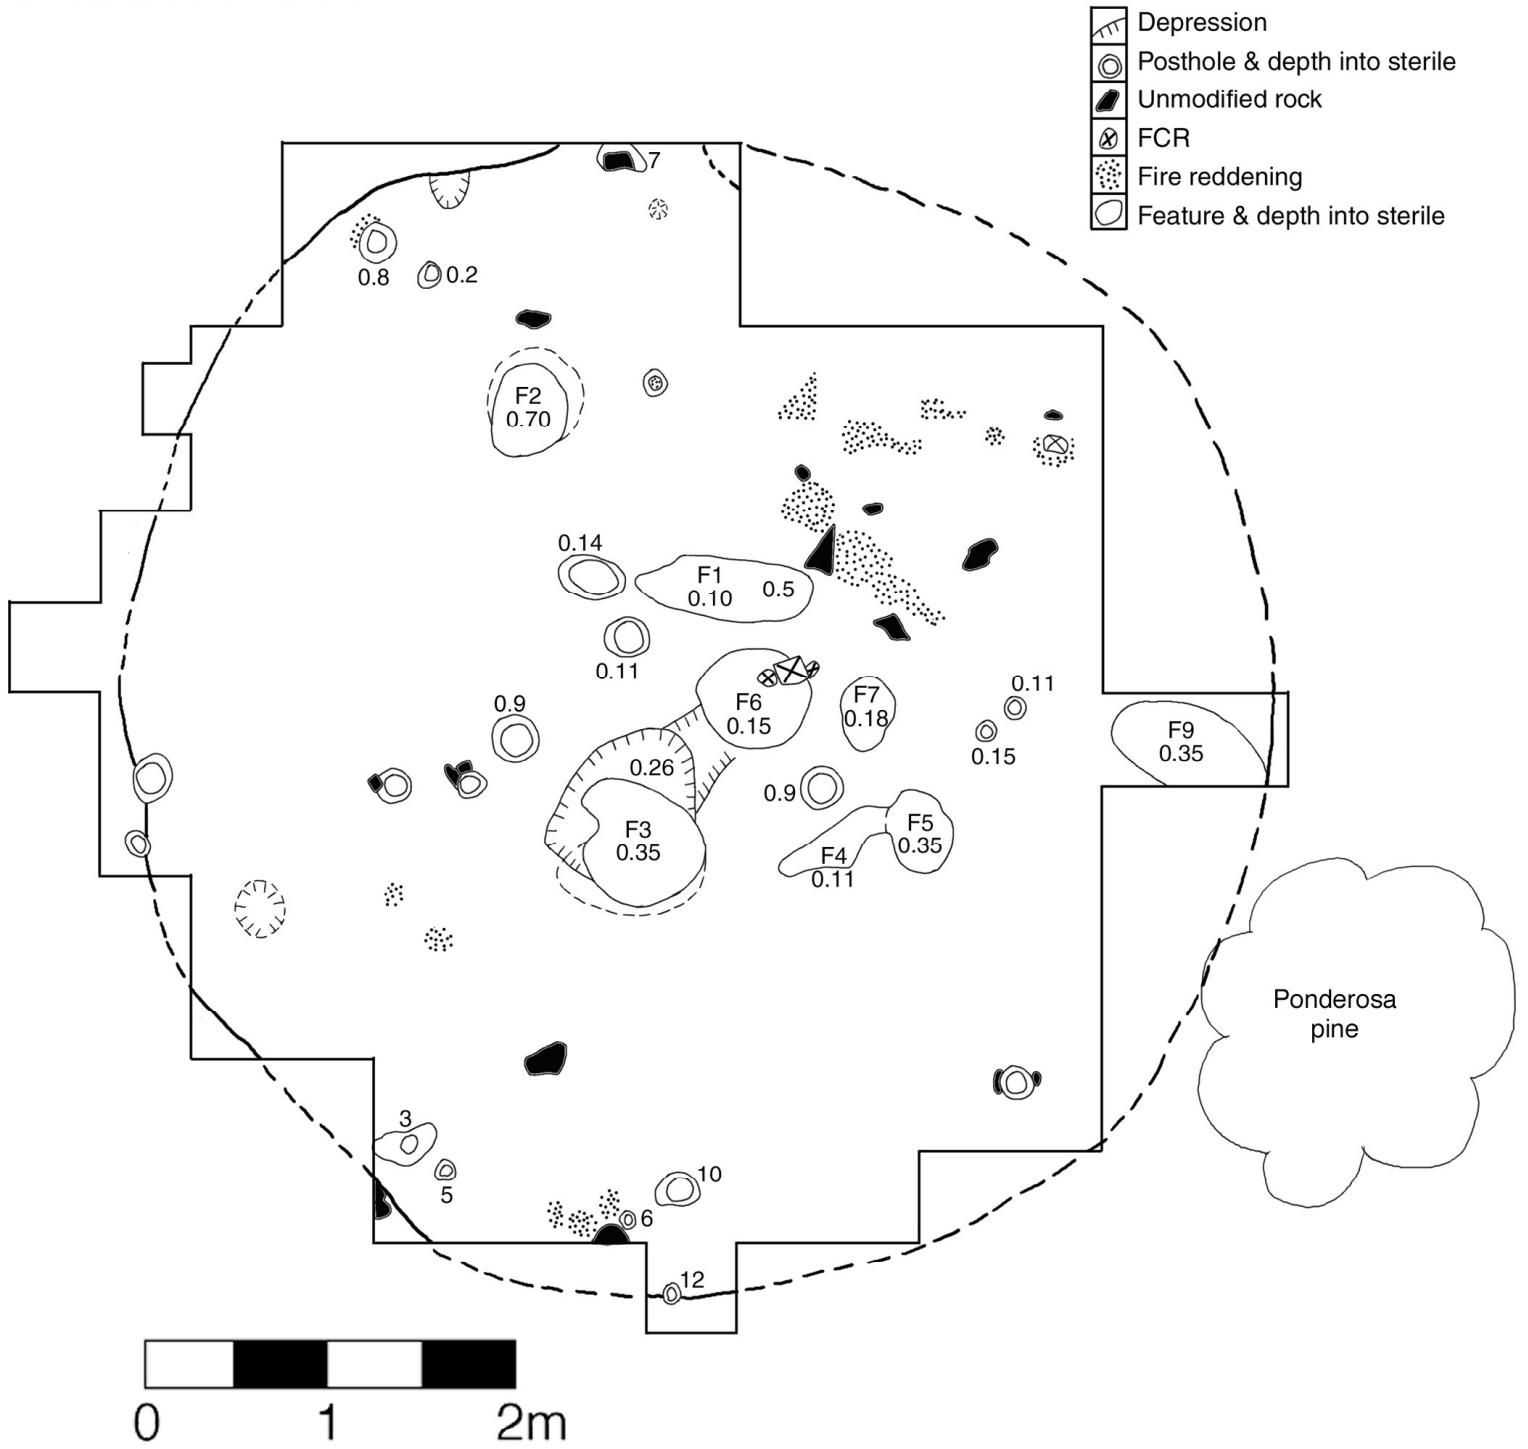 Depression
Posthole & depth into sterile
Unmodified rock
FCR
Fire reddening
Feature & depth into sterile
7
0.8
0.2
F2
0.70
0.14
F1
0.10
0.5
0.11
F6
0.15
F7
0.18
0.11
0.15
F9
0.35
0.9
0.26
0.9
F3
0.35
F5
0.35
F4
0.11
Ponderosa
pine
3
5
10
6
12
0
1
2m